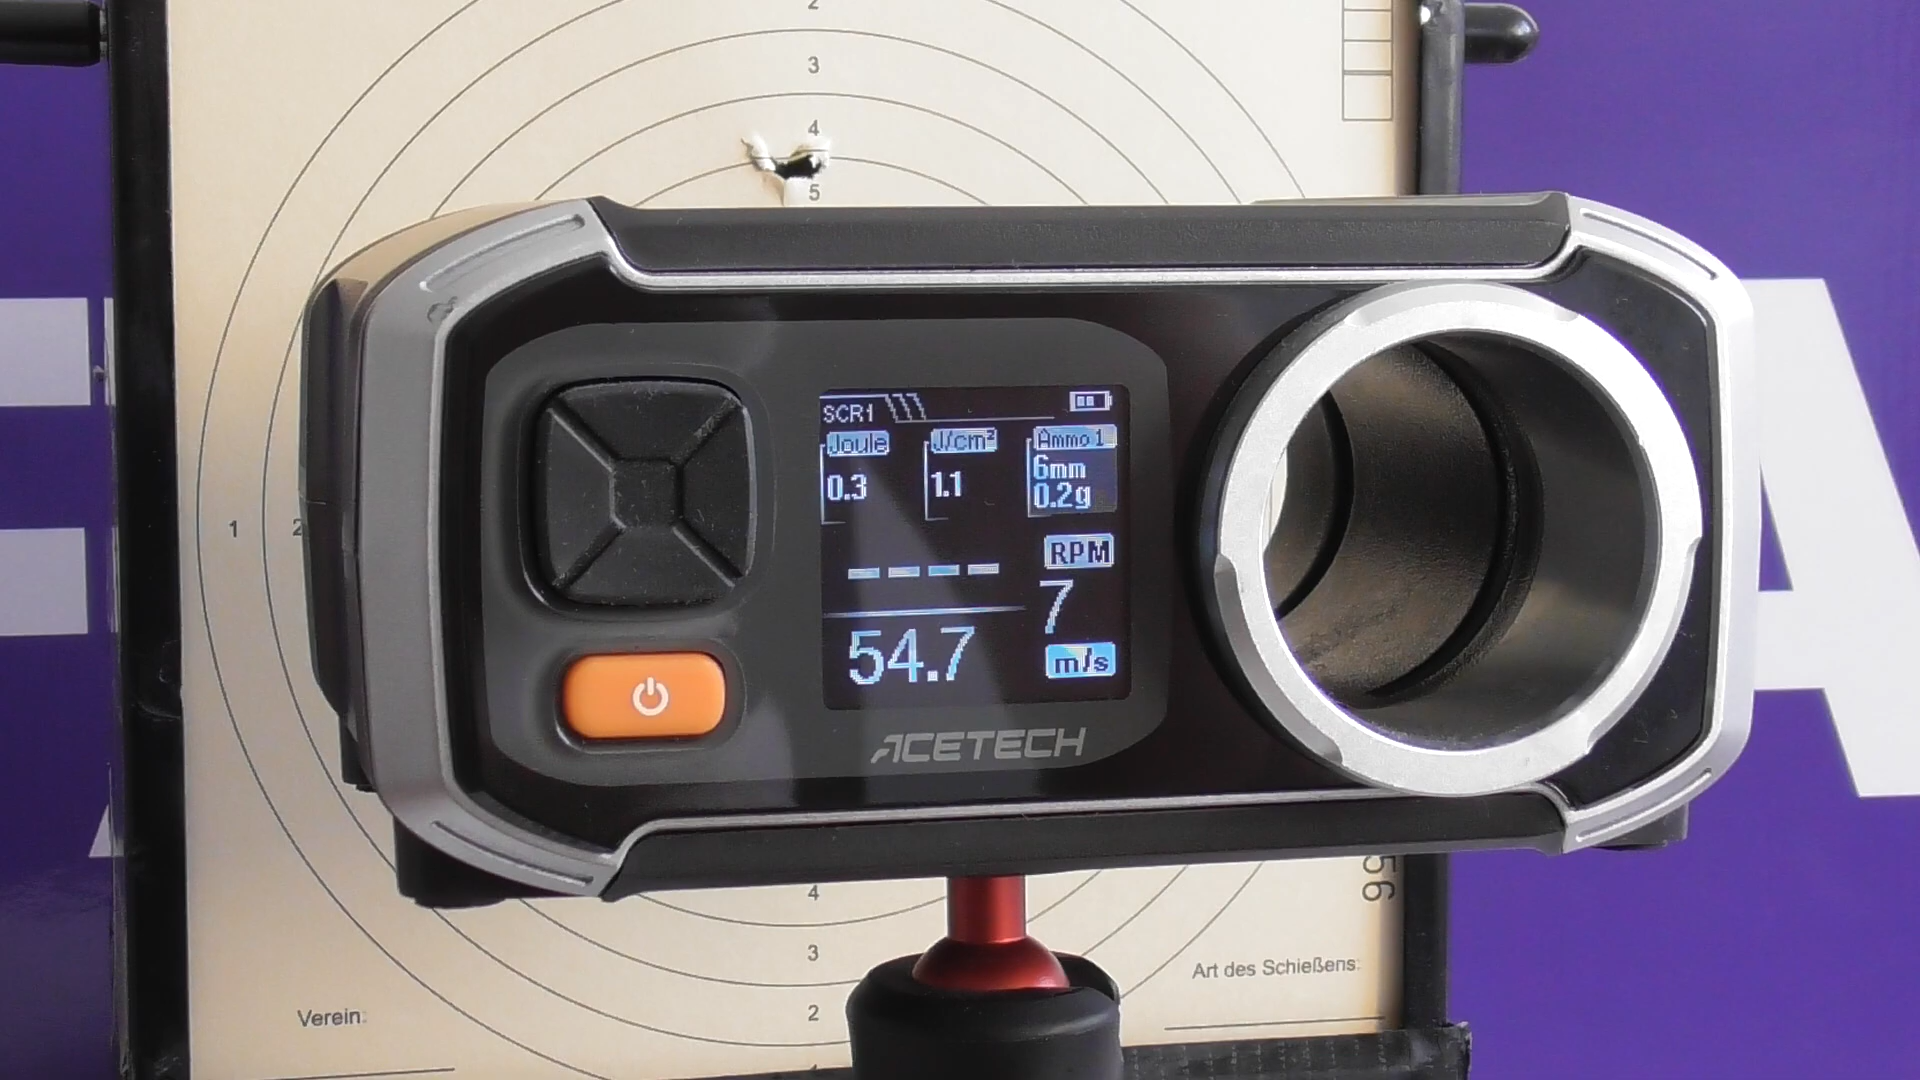 2
3
4
5
1
2
SCR1
Joule
J/cm²
Ammo 1
0.3
1.1
6mm
0.2g
RPM
----
7
54.7
m/s
ACETECH
A
4
3
2
Art des Schießens:
Verein: